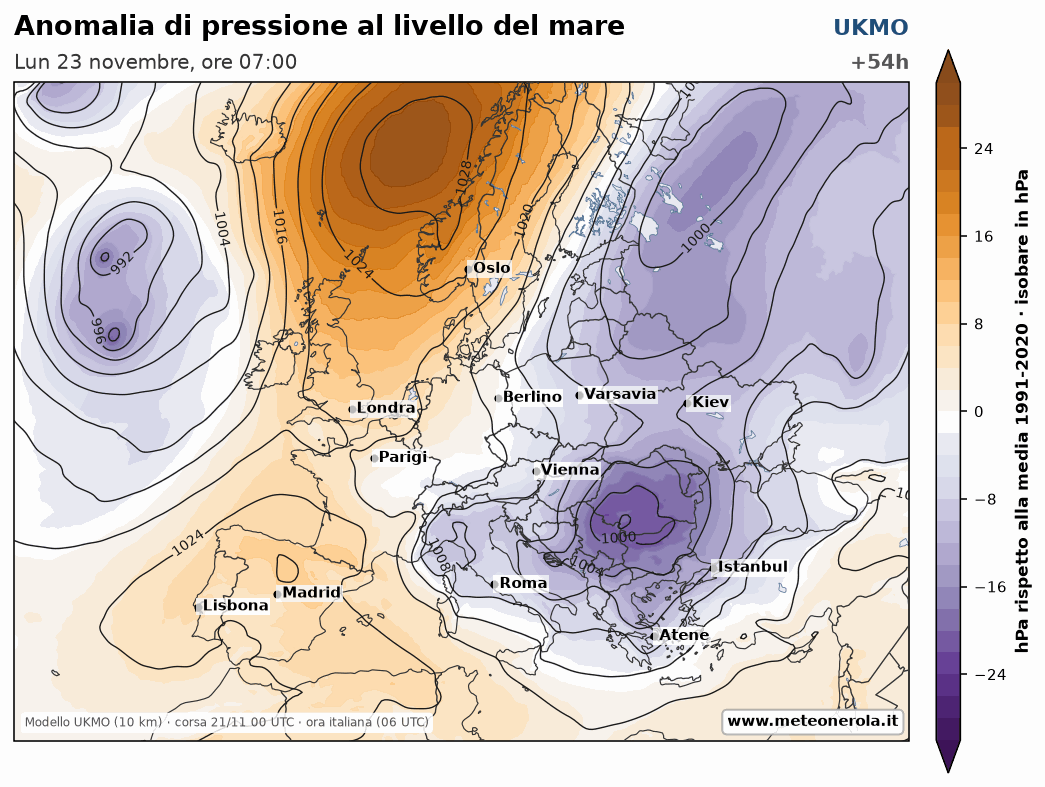 Anomalia di pressione al livello del mare
UKMO
Lun 23 novembre, ore 07:00
+54h
1028
1004
1016
1020
1000
992
1024
996
Oslo
24
16
8
0
−8
−16
−24
hPa rispetto alla media 1991-2020 · isobare in hPa
Londra
Berlino
Varsavia
Kiev
Parigi
Vienna
1024
1000
1008
1004
Istanbul
Roma
Madrid
Lisbona
Atene
Modello UKMO (10 km) · corsa 21/11 00 UTC · ora italiana (06 UTC)
www.meteonerola.it